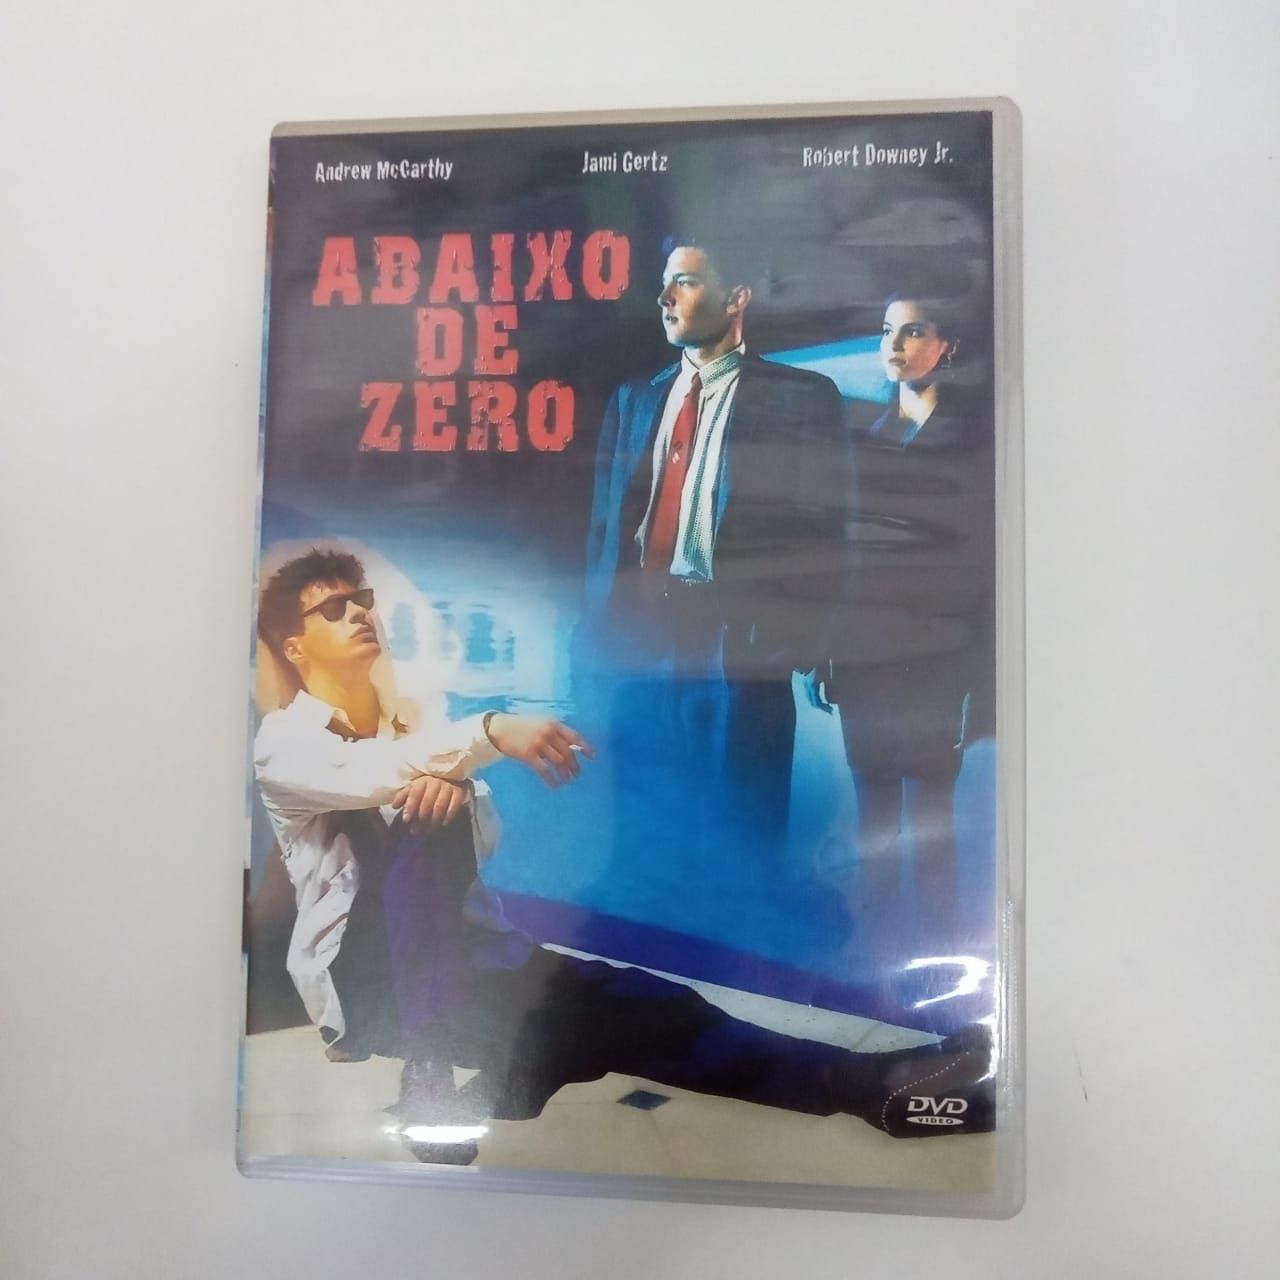 Andrew McCarthy
Jami Gertz
Robert Downey Jr.
ABAIXO
DE
ZERO
DVD
VIDEO